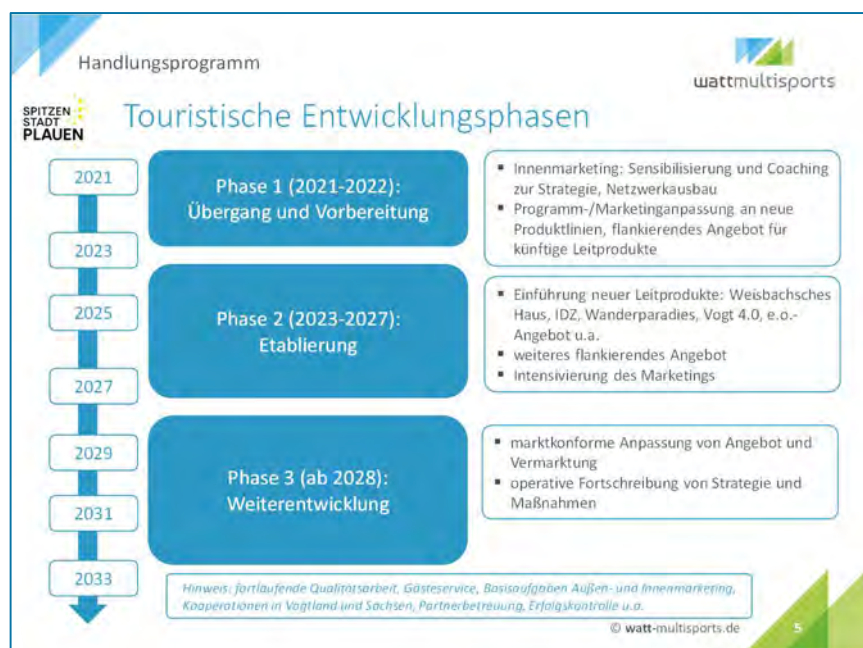 Handlungsprogramm
wattmultisports
SPITZEN
STADT
PLAUEN
Touristische Entwicklungsphasen
2021
2023
2025
2027
2029
2031
2033
Phase 1 (2021-2022):
Übergang und Vorbereitung
▪ Innenmarketing: Sensibilisierung und Coaching
zur Strategie, Netzwerkausbau
▪ Programm-/Marketinganpassung an neue
Produktlinien, flankierendes Angebot für
künftige Leitprodukte
Phase 2 (2023-2027):
Etablierung
▪ Einführung neuer Leitprodukte: Weisbachsches
Haus, IDZ, Wanderparadies, Vogt 4.0, e.o.-
Angebot u.a.
▪ weiteres flankierendes Angebot
▪ Intensivierung des Marketings
Phase 3 (ab 2028):
Weiterentwicklung
▪ marktkonforme Anpassung von Angebot und
Vermarktung
▪ operative Fortschreibung von Strategie und
Maßnahmen
Hinweis: fortlaufende Qualitätsarbeit, Gästeservice, Basisaufgaben Außen- und Innenmarketing,
Kooperationen in Vogtland und Sachsen, Partnerbetreuung, Erfolgskontrolle u.a.
© watt-multisports.de
5